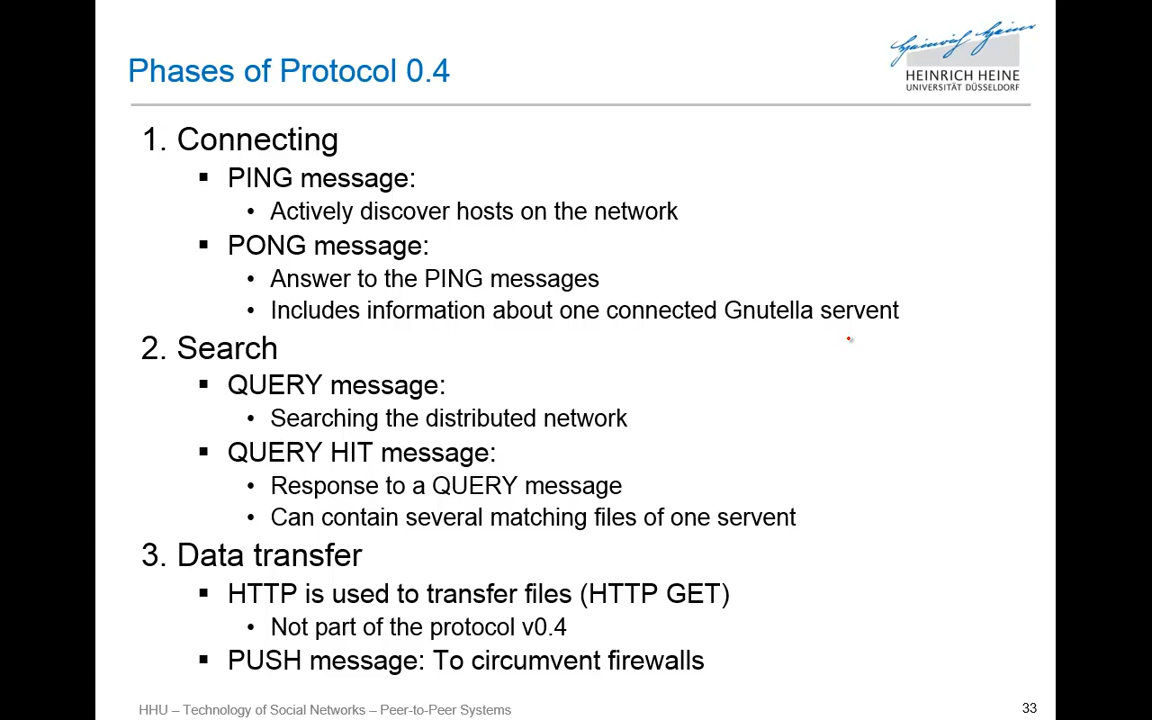 Phases of Protocol 0.4
Heinrich Heine
HEINRICH HEINE
UNIVERSITÄT DÜSSELDORF
1. Connecting
▪ PING message:
• Actively discover hosts on the network
▪ PONG message:
• Answer to the PING messages
• Includes information about one connected Gnutella servent
2. Search
▪ QUERY message:
• Searching the distributed network
▪ QUERY HIT message:
• Response to a QUERY message
• Can contain several matching files of one servent
3. Data transfer
▪ HTTP is used to transfer files (HTTP GET)
• Not part of the protocol v0.4
▪ PUSH message: To circumvent firewalls
HHU – Technology of Social Networks – Peer-to-Peer Systems
33